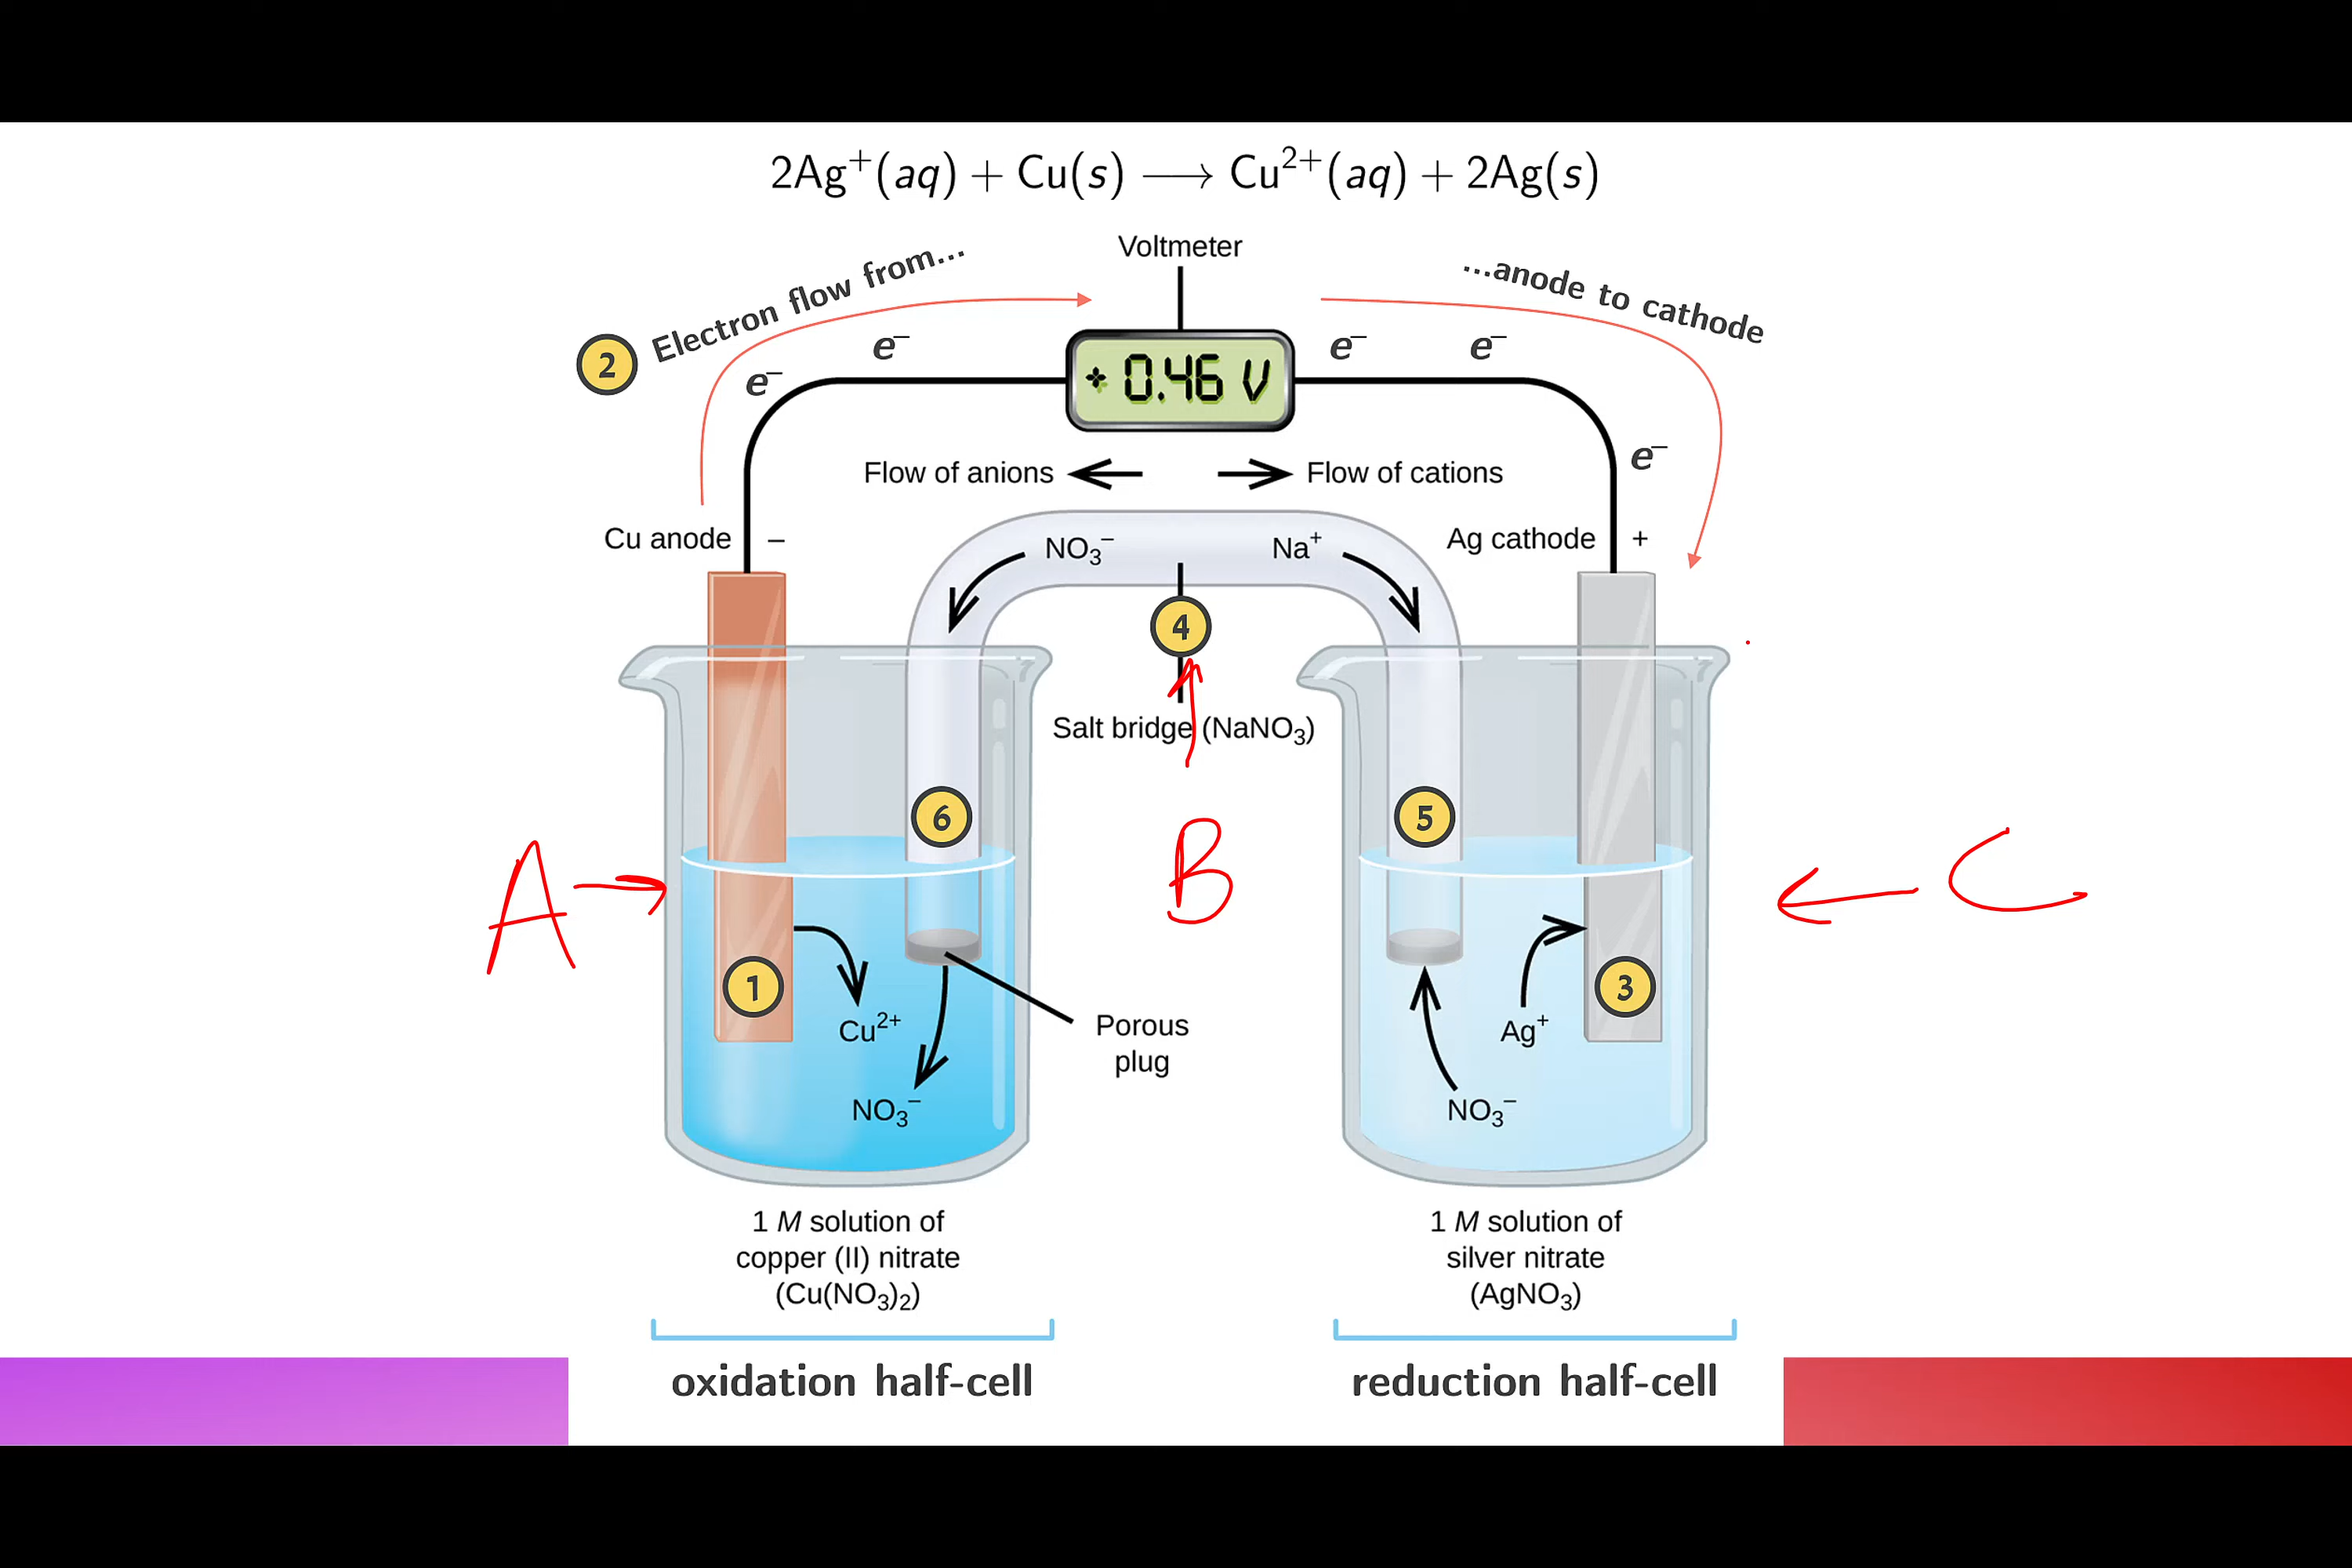 2Ag⁺(aq) + Cu(s) ⟶ Cu²⁺(aq) + 2Ag(s)
Voltmeter
2 Electron flow from...
...anode to cathode
e⁻ e⁻ e⁻ e⁻ e⁻
+ 0.46 V
Flow of anions
Flow of cations
Cu anode –
NO₃⁻
Na⁺
Ag cathode +
4
Salt bridge (NaNO₃)
6
5
A
B
C
1
3
Cu²⁺
Ag⁺
Porous
plug
NO₃⁻
NO₃⁻
1 M solution of
copper (II) nitrate
(Cu(NO₃)₂)
1 M solution of
silver nitrate
(AgNO₃)
oxidation half-cell
reduction half-cell